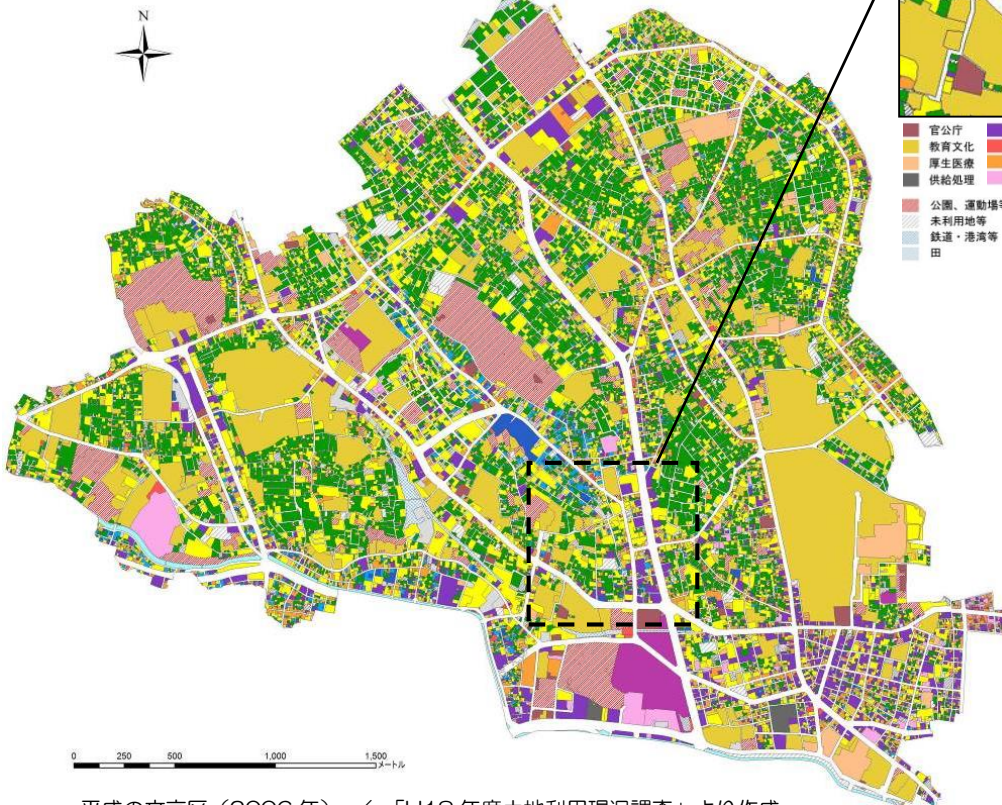 N
官公庁
教育文化
厚生医療
供給処理
公園、運動場等
未利用地等
鉄道・港湾等
田
0 250 500 1,000 1,500
メートル